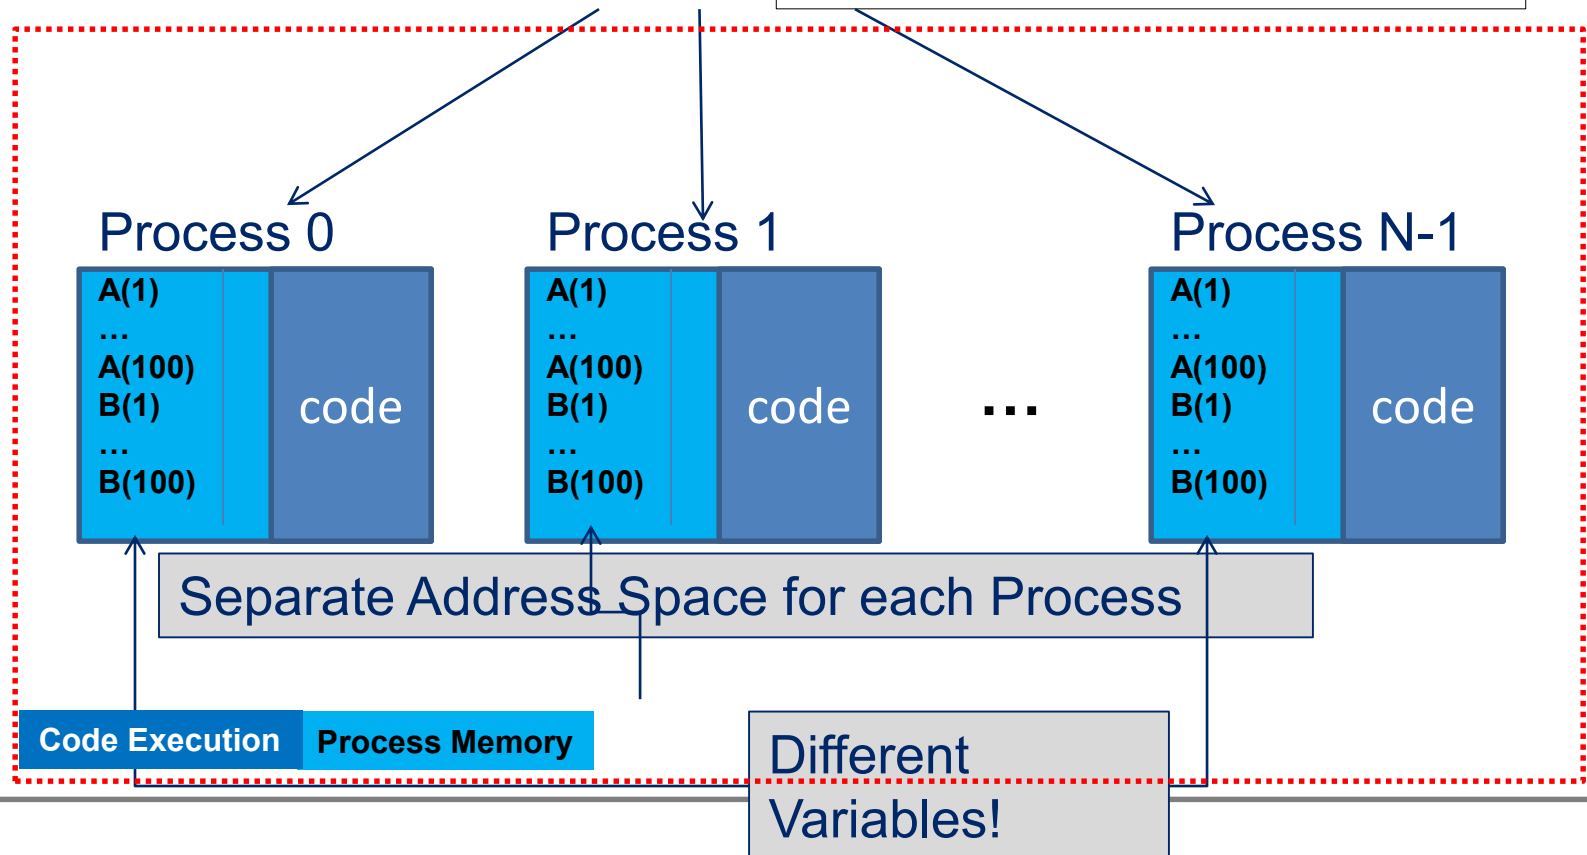 Process 0
Process 1
Process N-1
A(1)
…
A(100)
B(1)
…
B(100)
code
A(1)
…
A(100)
B(1)
…
B(100)
code
…
A(1)
…
A(100)
B(1)
…
B(100)
code
Separate Address Space for each Process
Code Execution
Process Memory
Different
Variables!